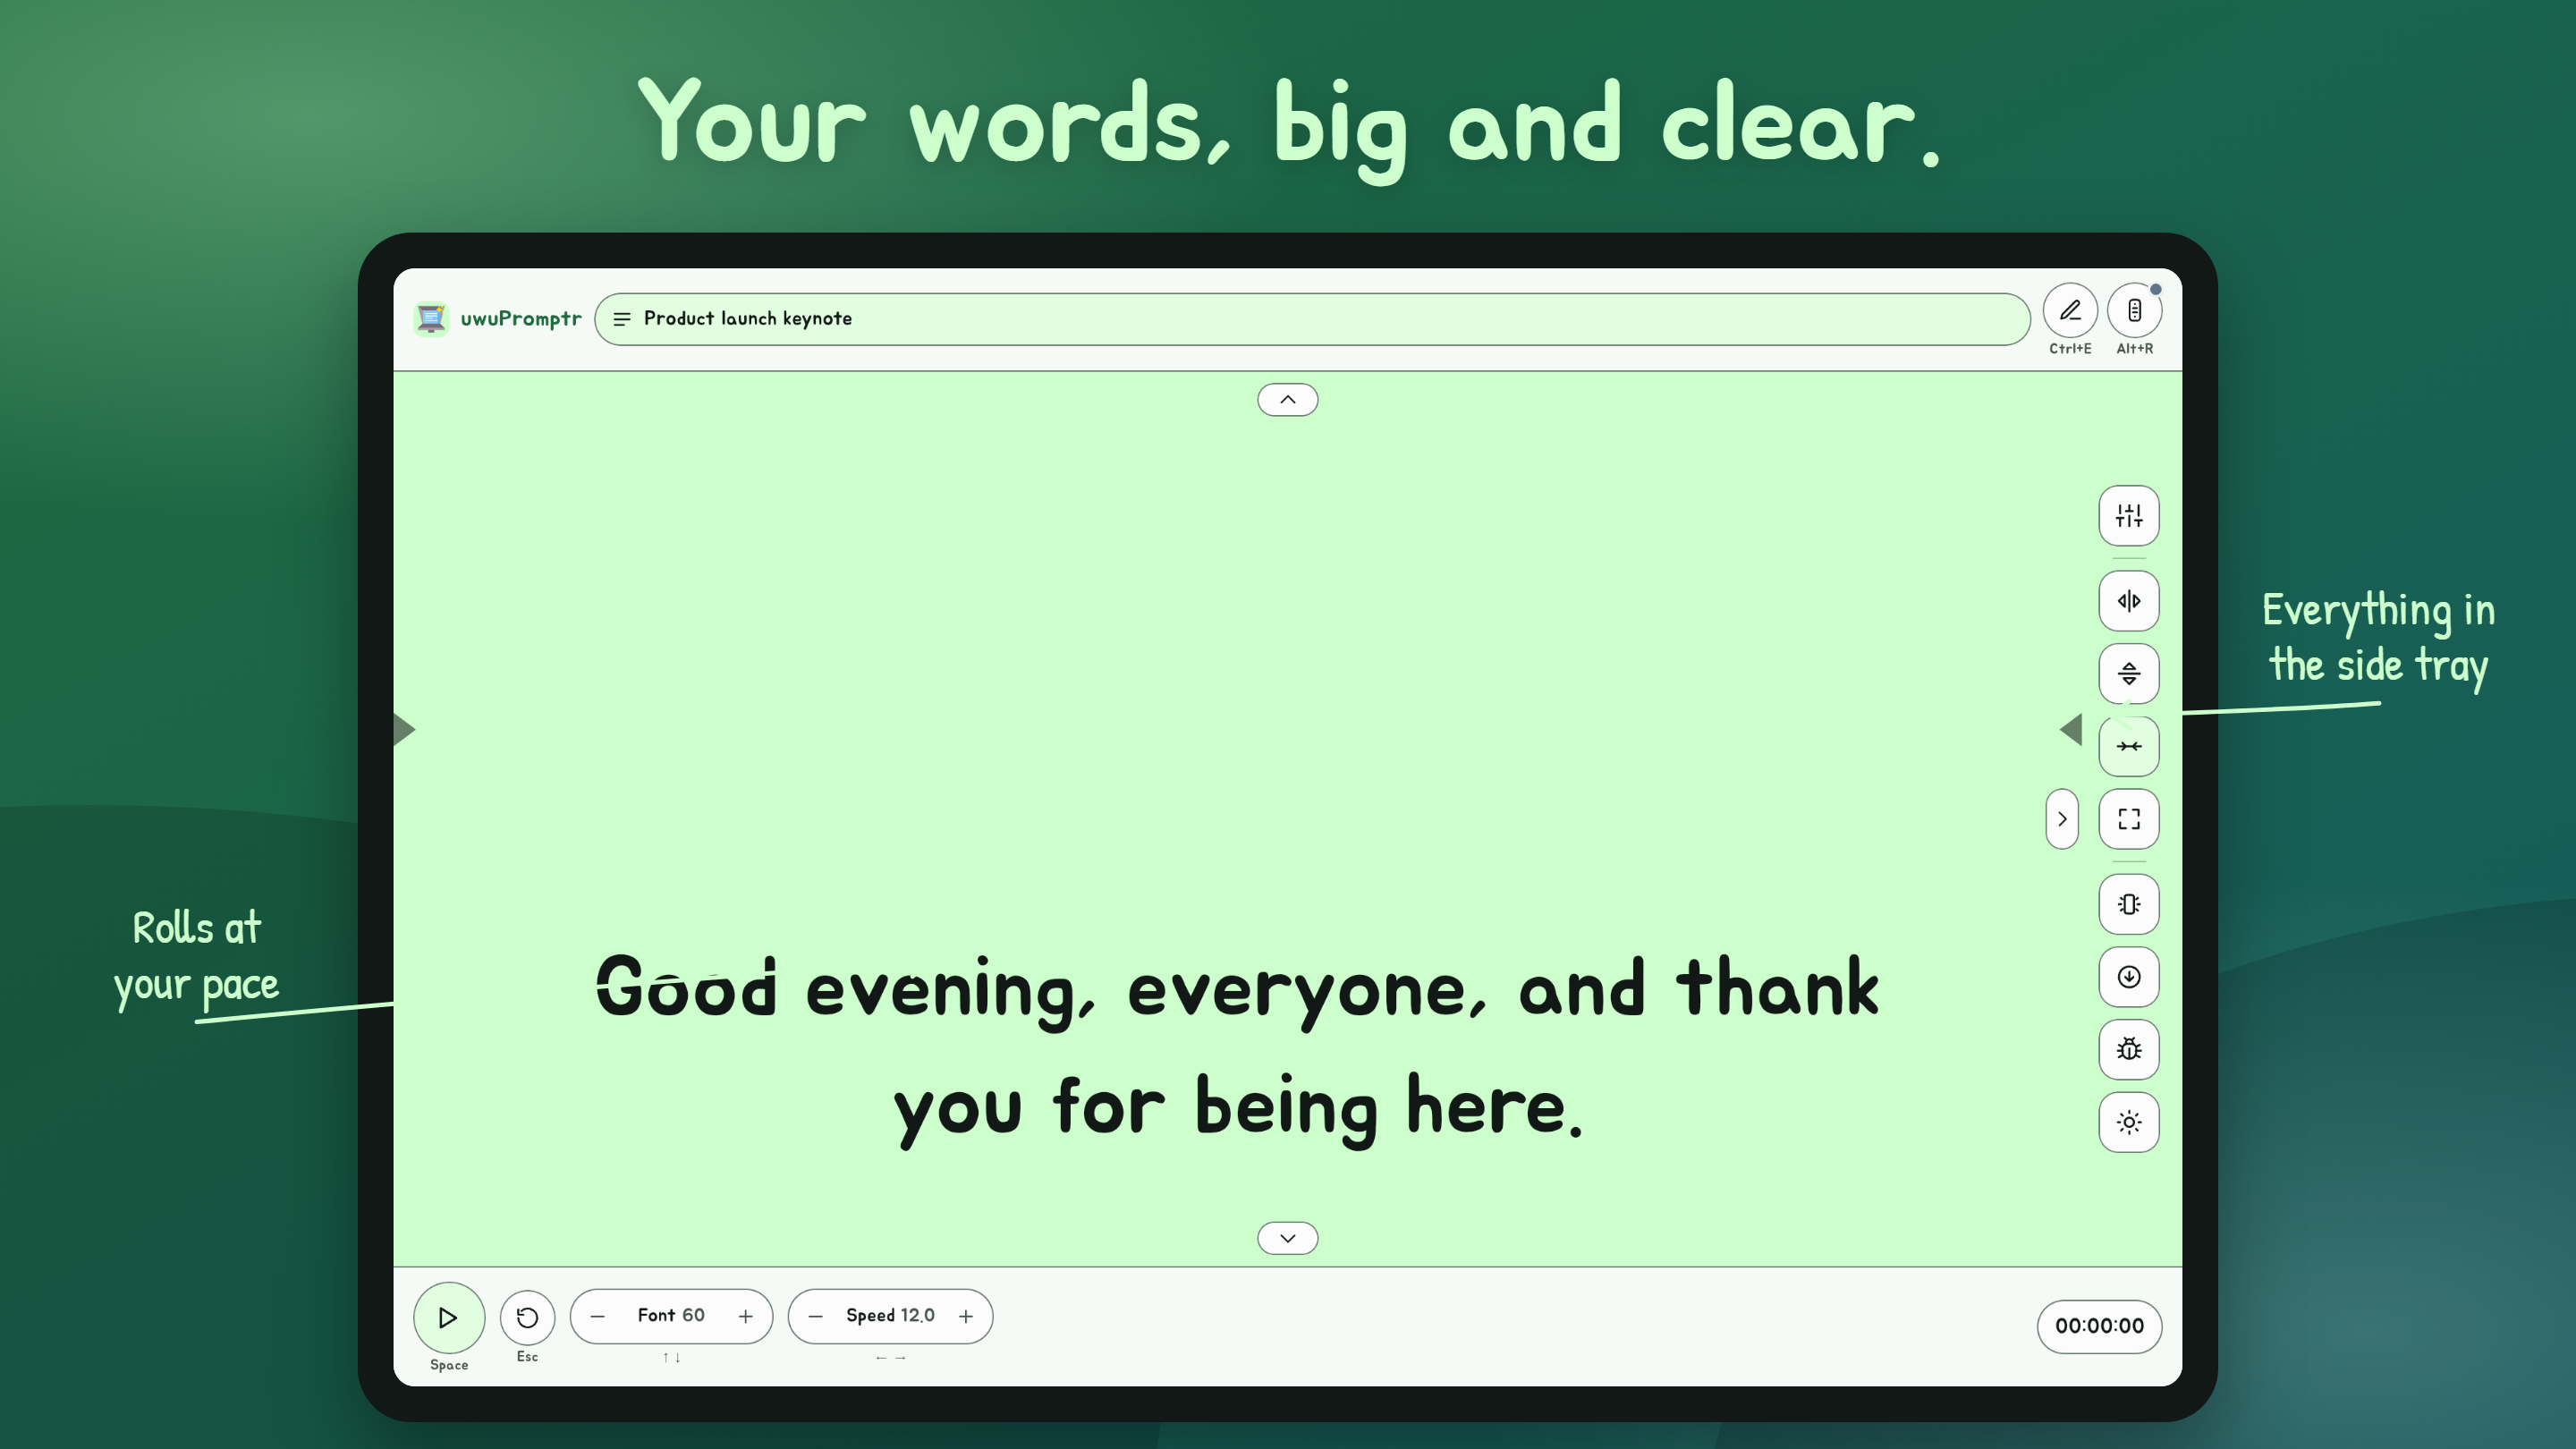 Your words, big and clear.
uwuPromptr
Product launch keynote
Ctrl+E
Alt+R
Everything in
the side tray
Rolls at
your pace
Good evening, everyone, and thank
you for being here.
Space
Esc
Font 60
↑ ↓
Speed 12.0
← →
00:00:00